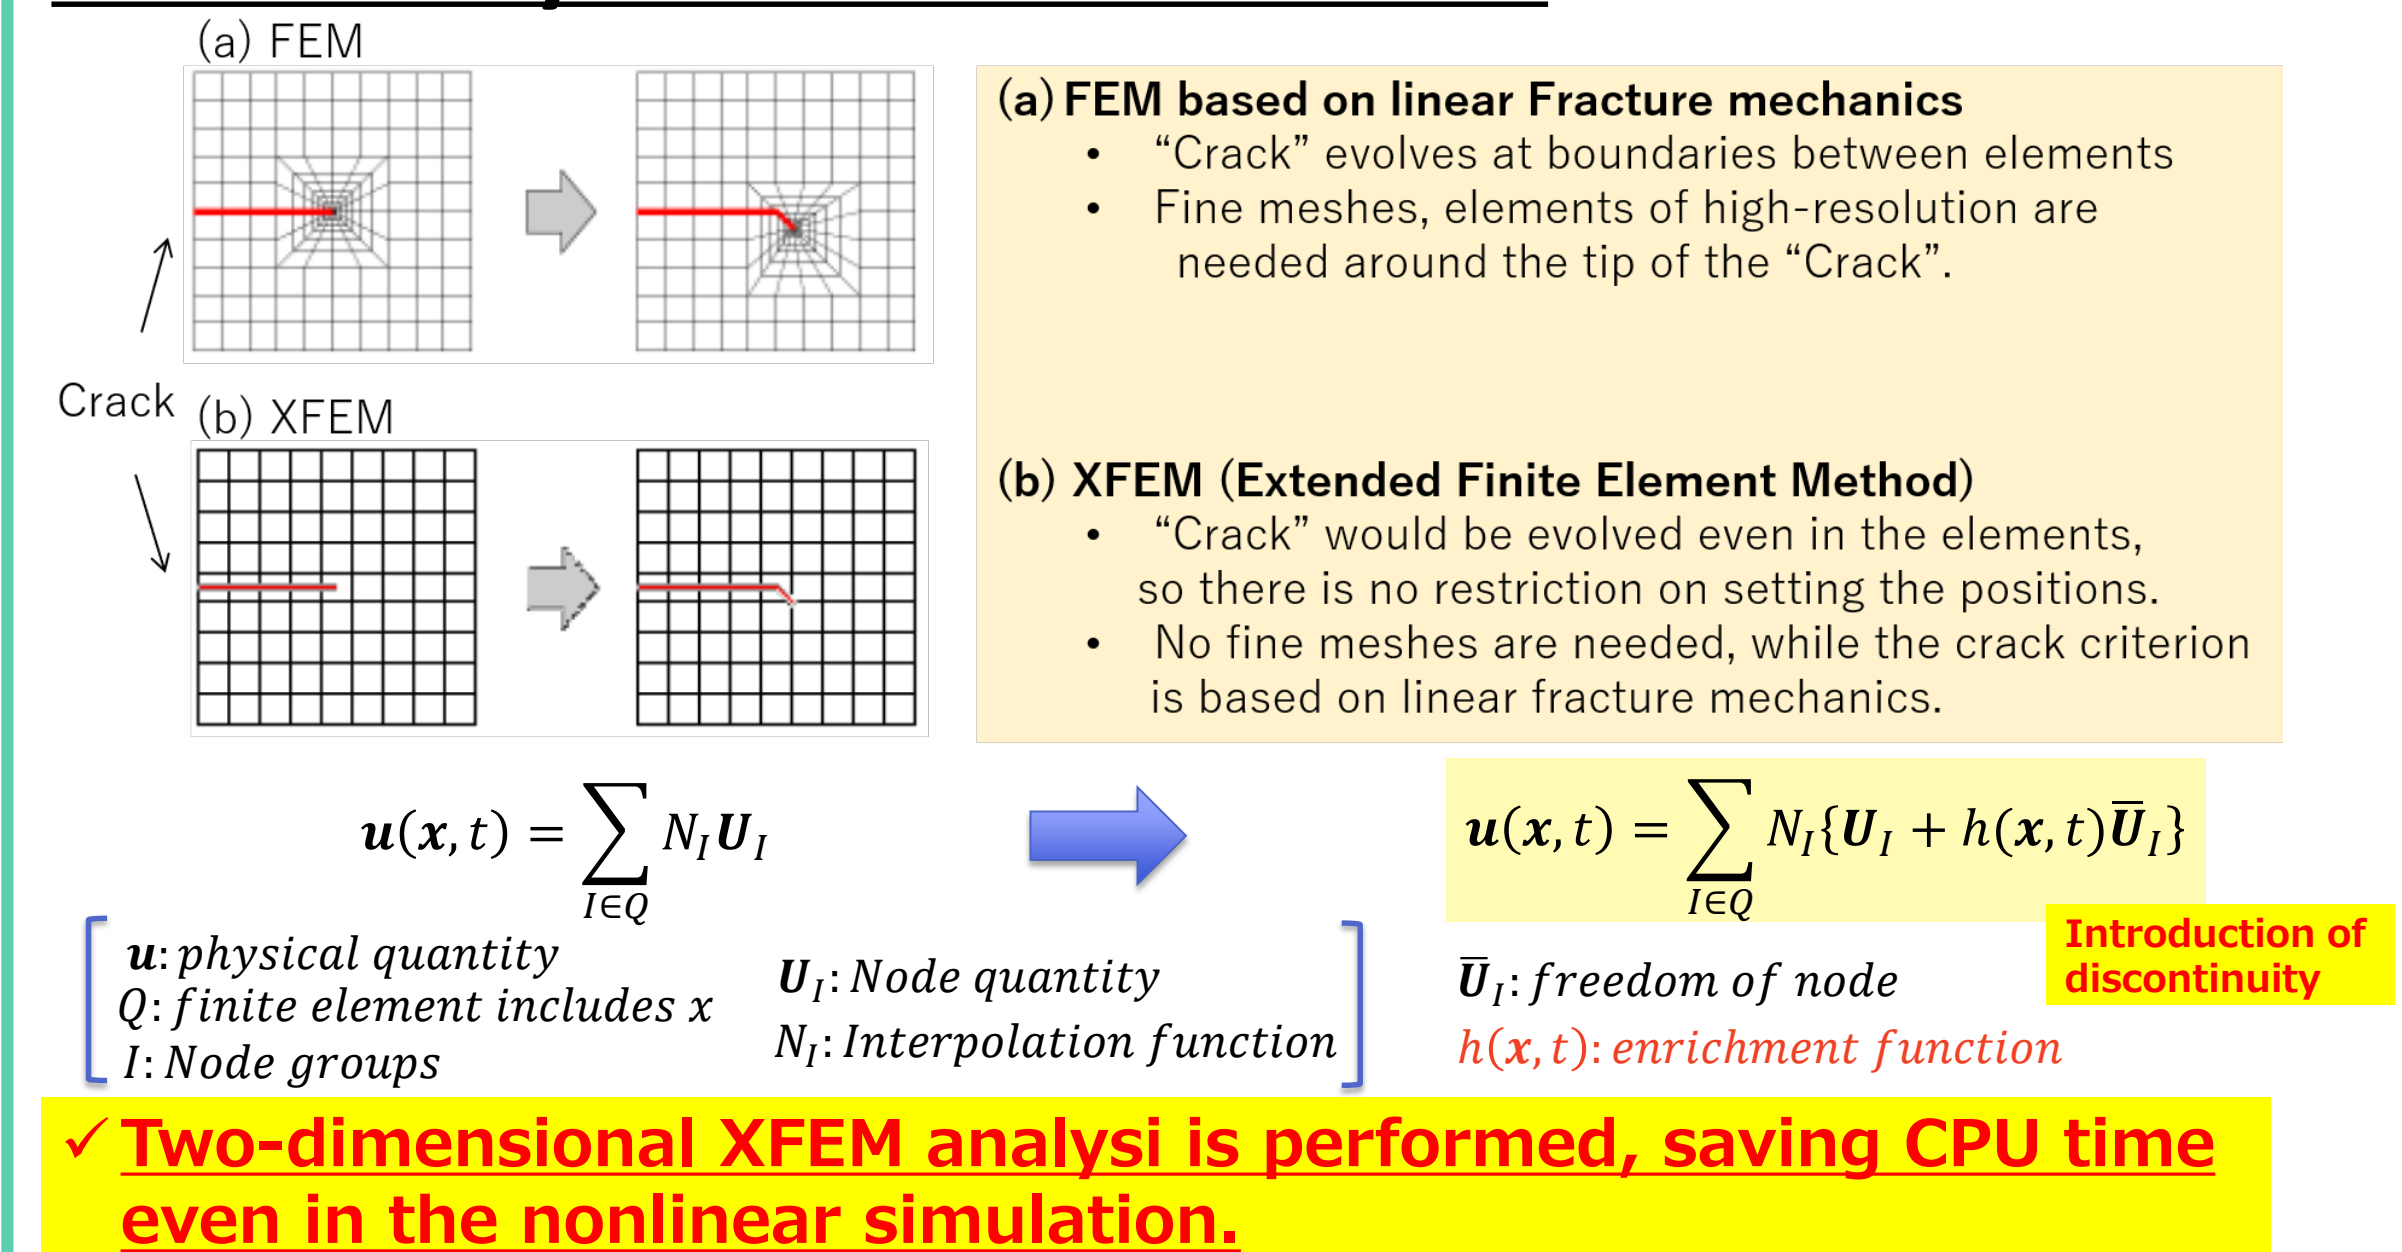 (a) FEM
Crack
(b) XFEM
(a) FEM based on linear Fracture mechanics
• “Crack” evolves at boundaries between elements
• Fine meshes, elements of high-resolution are
needed around the tip of the “Crack”.
(b) XFEM (Extended Finite Element Method)
• “Crack” would be evolved even in the elements,
so there is no restriction on setting the positions.
• No fine meshes are needed, while the crack criterion
is based on linear fracture mechanics.
u(x, t) = ∑_{I∈Q} N_I U_I
u(x, t) = ∑_{I∈Q} N_I{U_I + h(x, t)U̅_I}
Introduction of
discontinuity
u: physical quantity
Q: finite element includes x
I: Node groups
U_I: Node quantity
N_I: Interpolation function
U̅_I: freedom of node
h(x, t): enrichment function
✓ Two-dimensional XFEM analysi is performed, saving CPU time
even in the nonlinear simulation.